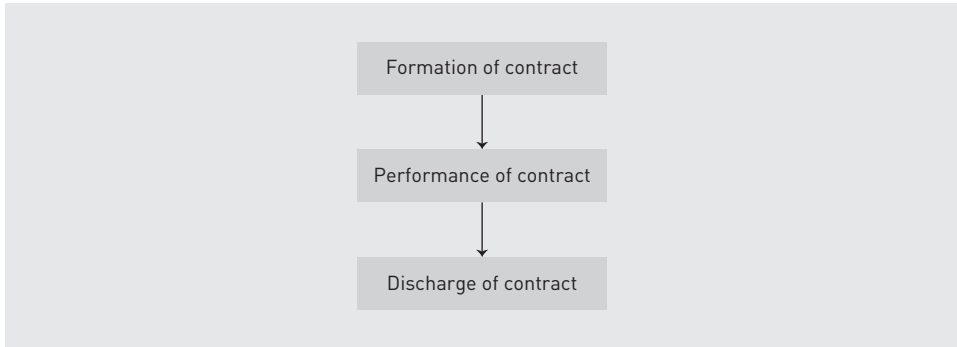 Formation of contract
Performance of contract
Discharge of contract